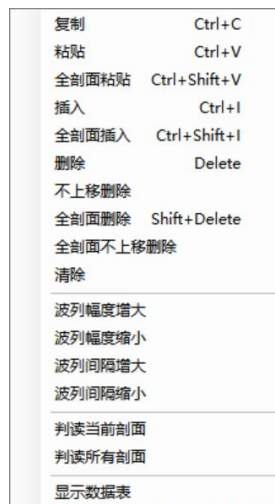 复制 Ctrl+C
粘贴 Ctrl+V
全剖面粘贴 Ctrl+Shift+V
插入 Ctrl+I
全剖面插入 Ctrl+Shift+I
删除 Delete
不上移删除
全剖面删除 Shift+Delete
全剖面不上移删除
清除
波列幅度增大
波列幅度缩小
波列间隔增大
波列间隔缩小
判读当前剖面
判读所有剖面
显示数据表